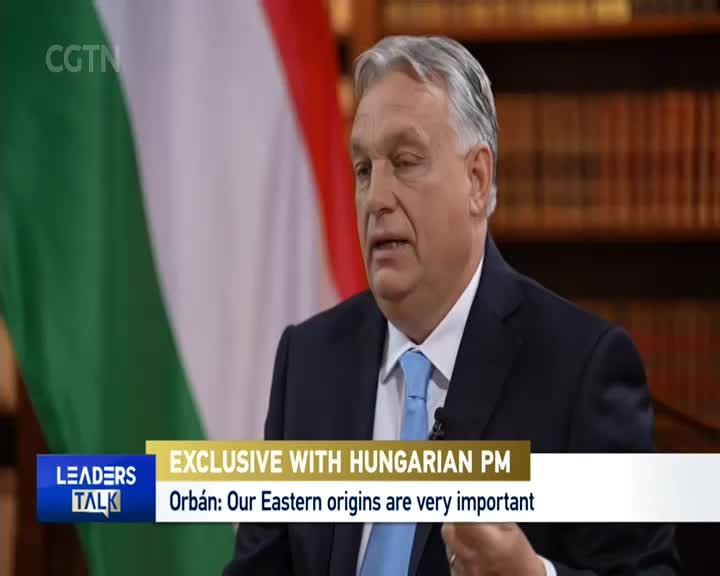 CGTN
EXCLUSIVE WITH HUNGARIAN PM
LEADERS
TALK
Orbán: Our Eastern origins are very important